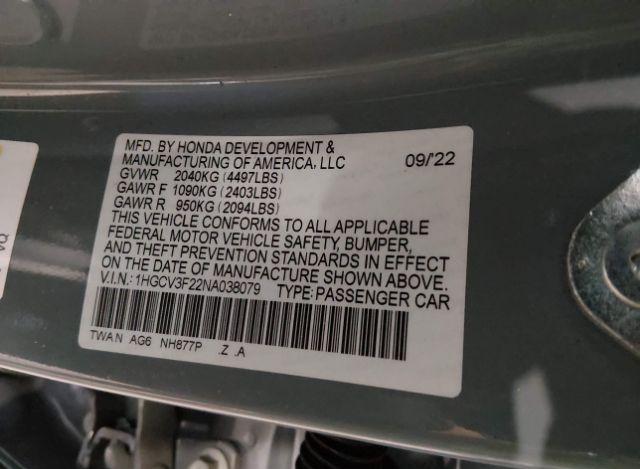 MFD. BY HONDA DEVELOPMENT &
MANUFACTURING OF AMERICA, LLC 09/'22
GVWR 2040KG (4497LBS)
GAWR F 1090KG (2403LBS)
GAWR R 950KG (2094LBS)
THIS VEHICLE CONFORMS TO ALL APPLICABLE
FEDERAL MOTOR VEHICLE SAFETY, BUMPER,
AND THEFT PREVENTION STANDARDS IN EFFECT
ON THE DATE OF MANUFACTURE SHOWN ABOVE.
V.I.N.: 1HGCV3F22NA038079 TYPE: PASSENGER CAR
TWA N AG6 NH877P .Z .A